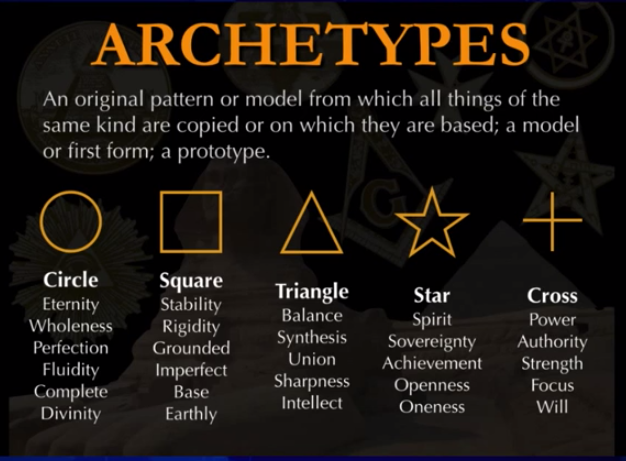 ARCHETYPES
An original pattern or model from which all things of the
same kind are copied or on which they are based; a model
or first form; a prototype.
Circle
Eternity
Wholeness
Perfection
Fluidity
Complete
Divinity
Square
Stability
Rigidity
Grounded
Imperfect
Base
Earthly
Triangle
Balance
Synthesis
Union
Sharpness
Intellect
Star
Spirit
Sovereignty
Achievement
Openness
Oneness
Cross
Power
Authority
Strength
Focus
Will
G